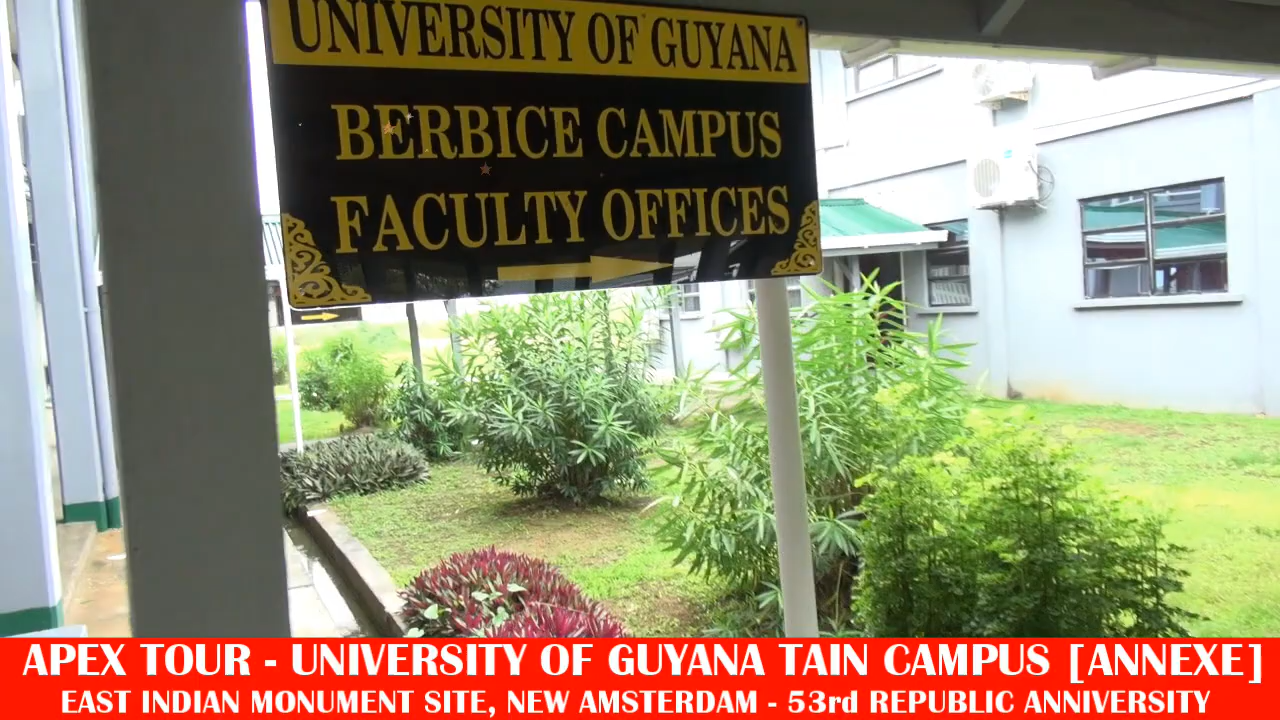 UNIVERSITY OF GUYANA
BERBICE CAMPUS
FACULTY OFFICES
APEX TOUR - UNIVERSITY OF GUYANA TAIN CAMPUS [ANNEXE]
EAST INDIAN MONUMENT SITE, NEW AMSTERDAM - 53rd REPUBLIC ANNIVERSITY